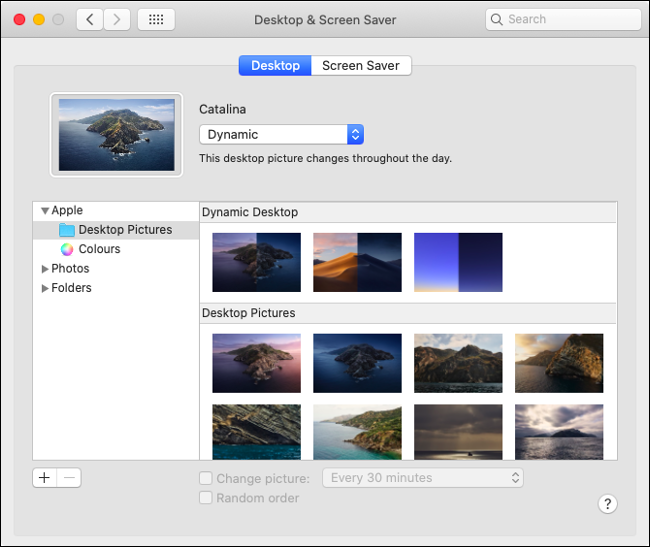 Desktop & Screen Saver
Search
Desktop
Screen Saver
Catalina
Dynamic
This desktop picture changes throughout the day.
Apple
Desktop Pictures
Colours
Photos
Folders
Dynamic Desktop
Desktop Pictures
Change picture:
Every 30 minutes
Random order
?